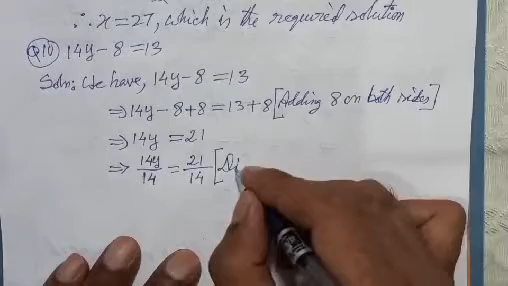 ∴ x = 27, which is the required solution
Q10 14y - 8 = 13
Soln: We have, 14y - 8 = 13
⇒ 14y - 8 + 8 = 13 + 8 [Adding 8 on both sides]
⇒ 14y = 21
⇒ 14y/14 = 21/14 [Di